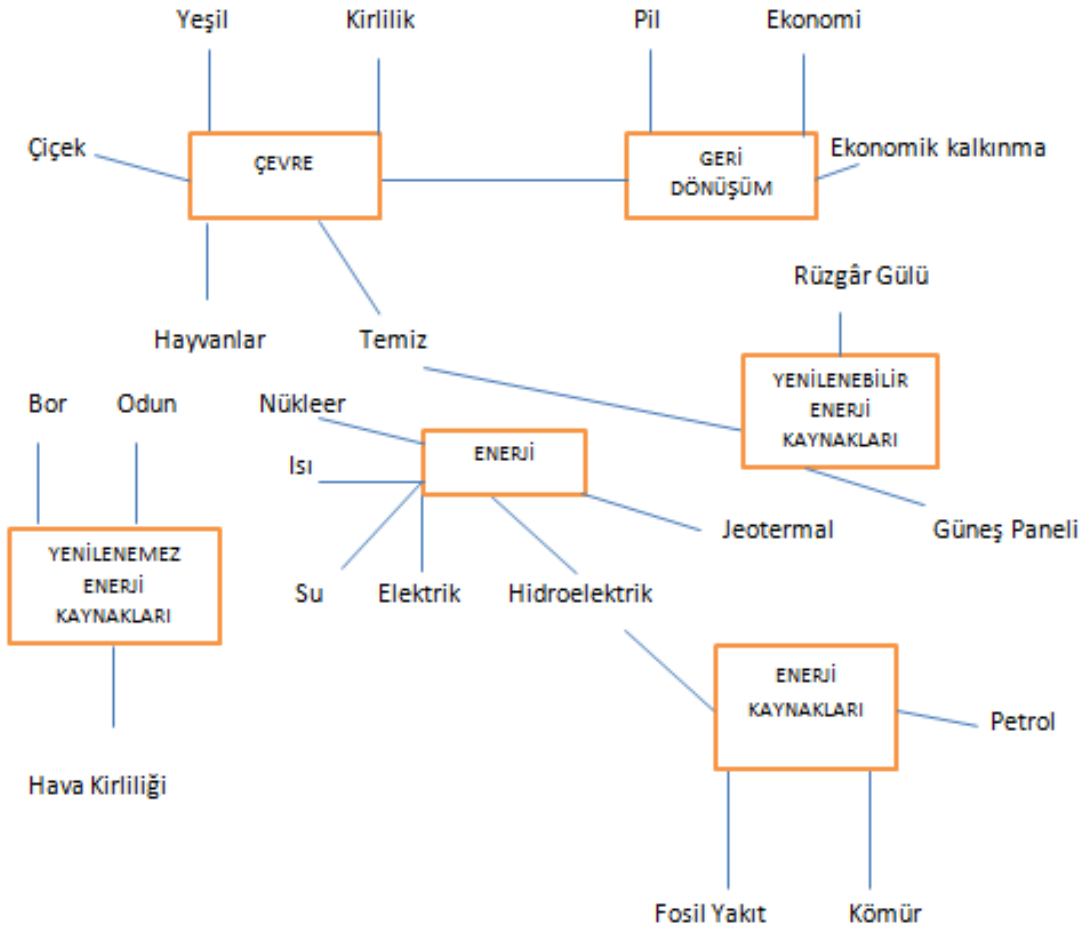 Yeşil
Kirlilik
Pil
Ekonomi
Çiçek
ÇEVRE
GERİ
DÖNÜŞÜM
Ekonomik kalkınma
Hayvanlar
Temiz
Rüzgâr Gülü
YENİLENEBİLİR
ENERJİ
KAYNAKLARI
Bor
Odun
Nükleer
ENERJİ
Isı
Jeotermal
Güneş Paneli
YENİLENEMEZ
ENERJİ
KAYNAKLARI
Su
Elektrik
Hidroelektrik
ENERJİ
KAYNAKLARI
Petrol
Hava Kirliliği
Fosil Yakıt
Kömür